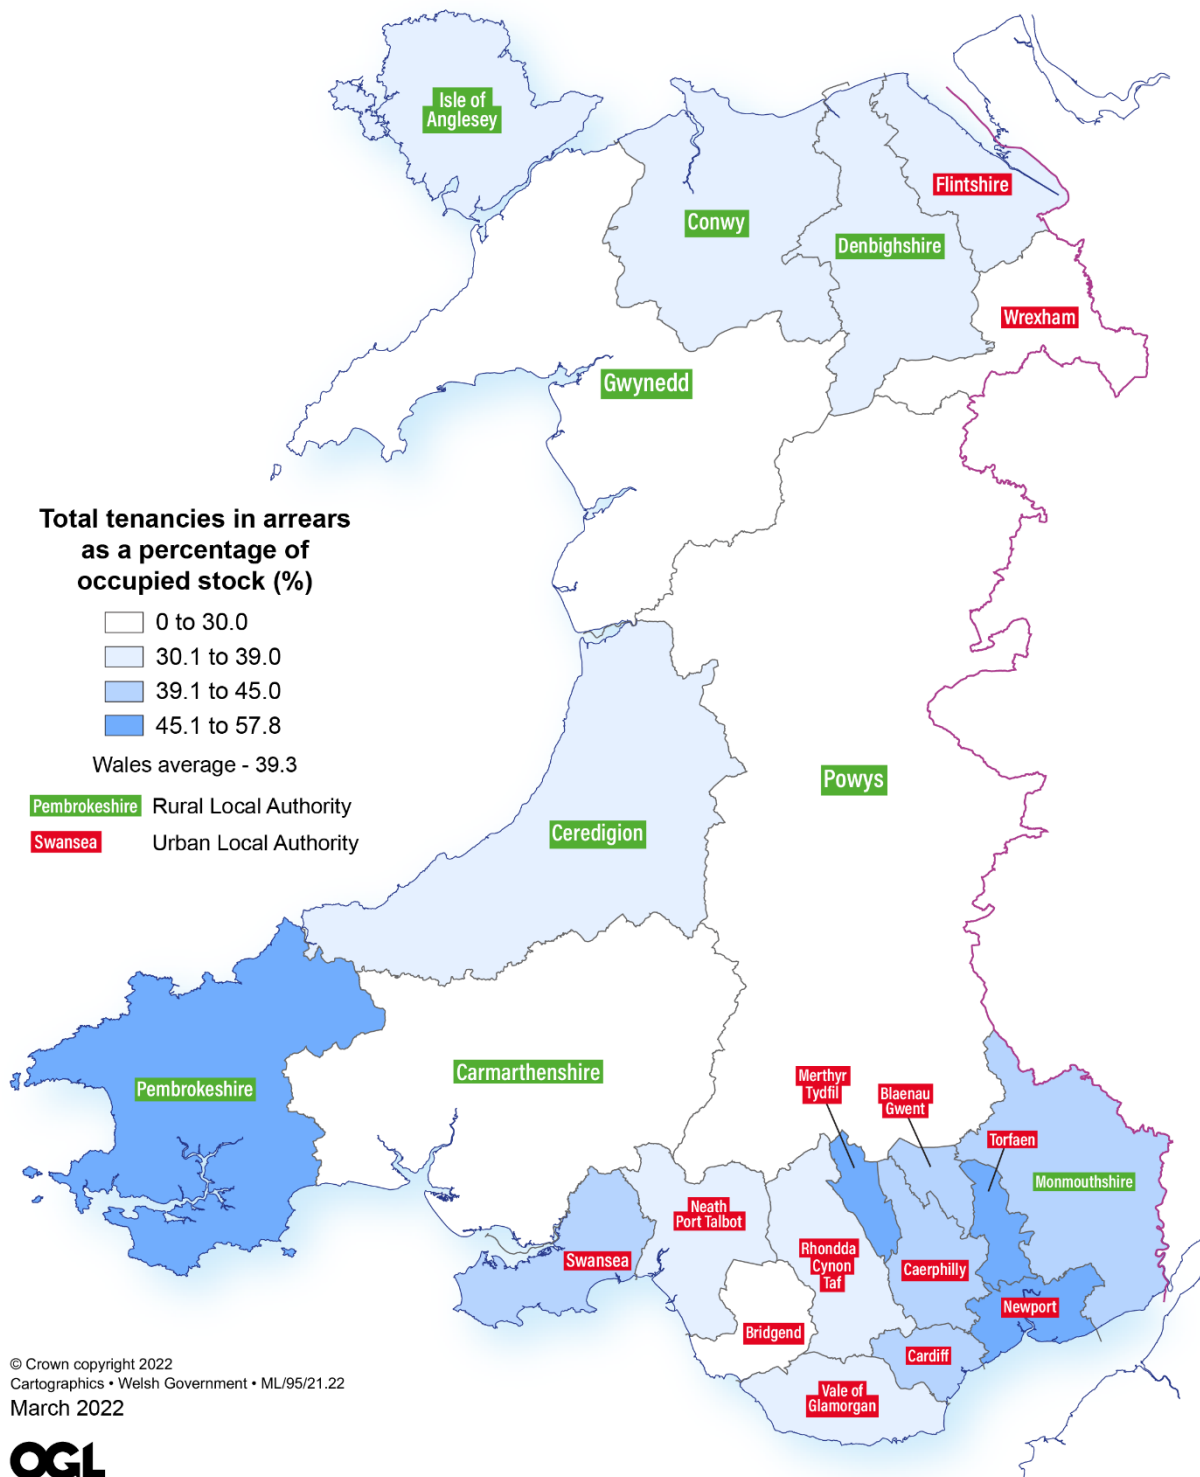 Isle of
Anglesey
Flintshire
Conwy
Denbighshire
Wrexham
Gwynedd
Total tenancies in arrears
as a percentage of
occupied stock (%)
0 to 30.0
30.1 to 39.0
39.1 to 45.0
45.1 to 57.8
Wales average - 39.3
Pembrokeshire Rural Local Authority
Swansea Urban Local Authority
Powys
Ceredigion
Carmarthenshire
Pembrokeshire
Merthyr
Tydfil
Blaenau
Gwent
Torfaen
Monmouthshire
Neath
Port Talbot
Swansea
Rhondda
Cynon
Taf
Caerphilly
Newport
Bridgend
Cardiff
Vale of
Glamorgan
© Crown copyright 2022
Cartographics • Welsh Government • ML/95/21.22
March 2022
OGL